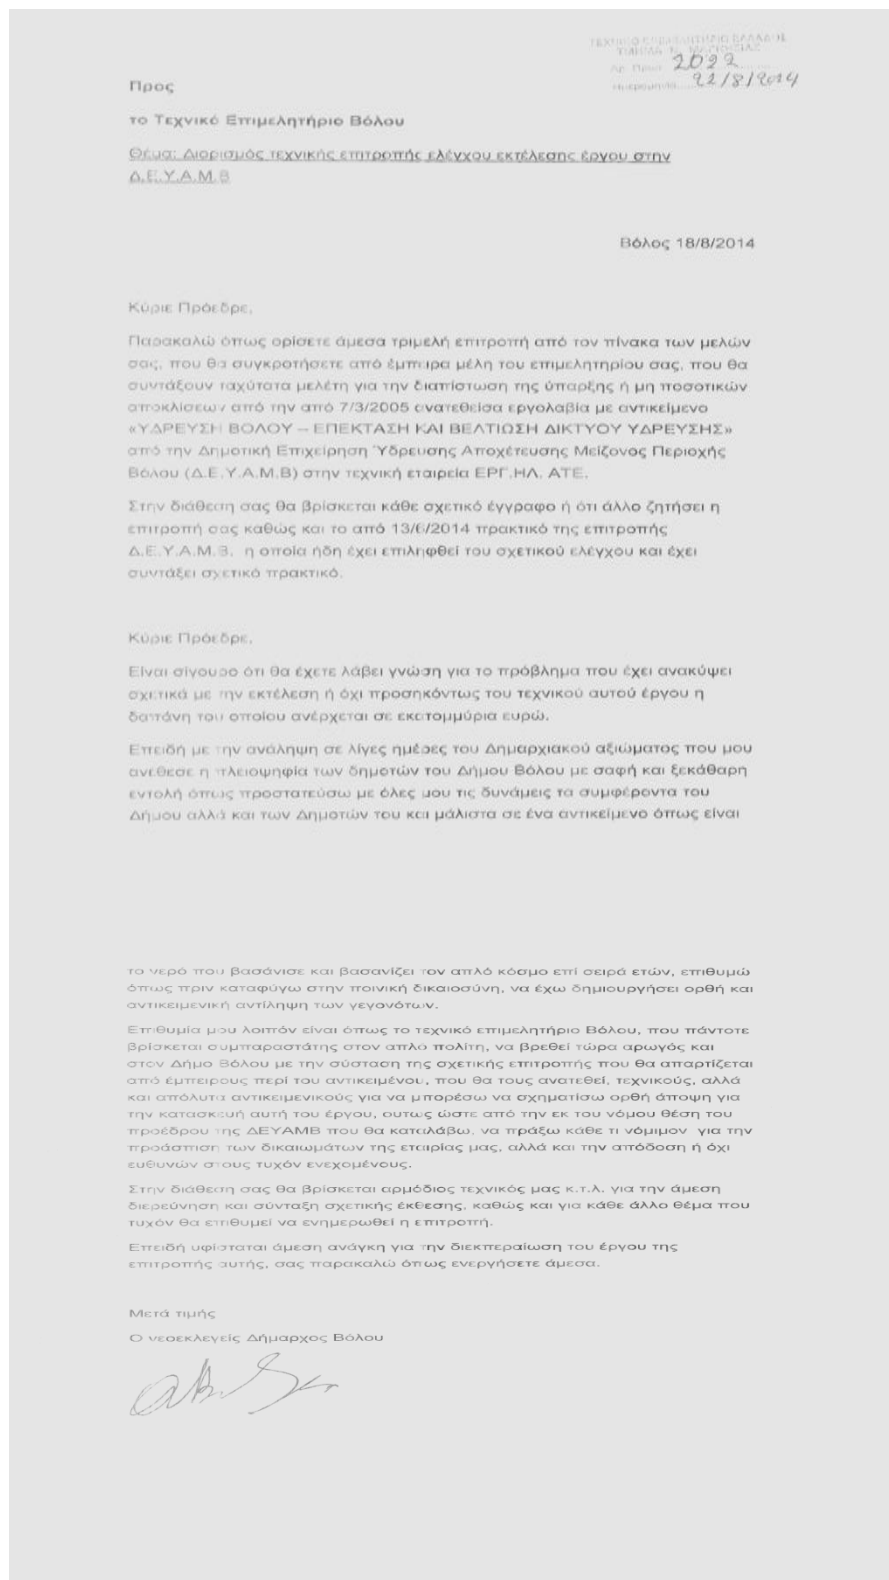 ΤΕΧΝΙΚΟ ΕΠΙΜΕΛΗΤΗΡΙΟ ΕΛΛΑΔΟΣ
ΤΜΗΜΑ Ν. ΜΑΓΝΗΣΙΑΣ
Αρ. Πρωτ. 2022
Ημερομηνία 22/8/2014
Προς
το Τεχνικό Επιμελητήριο Βόλου
Θέμα: Διορισμός τεχνικής επιτροπής ελέγχου εκτέλεσης έργου στην
Δ.Ε.Υ.Α.Μ.Β
Βόλος 18/8/2014
Κύριε Πρόεδρε,
Παρακαλώ όπως ορίσετε άμεσα τριμελή επιτροπή από τον πίνακα των μελών
σας, που θα συγκροτήσετε από έμπειρα μέλη του επιμελητηρίου σας, που θα
συντάξουν ταχύτατα μελέτη για την διαπίστωση της ύπαρξης ή μη ποσοτικών
αποκλίσεων από την από 7/3/2005 ανατεθείσα εργολαβία με αντικείμενο
«ΥΔΡΕΥΣΗ ΒΟΛΟΥ – ΕΠΕΚΤΑΣΗ ΚΑΙ ΒΕΛΤΙΩΣΗ ΔΙΚΤΥΟΥ ΥΔΡΕΥΣΗΣ»
από την Δημοτική Επιχείρηση Ύδρευσης Αποχέτευσης Μείζονος Περιοχής
Βόλου (Δ.Ε.Υ.Α.Μ.Β) στην τεχνική εταιρεία ΕΡΓ.ΗΛ. ΑΤΕ.
Στην διάθεση σας θα βρίσκεται κάθε σχετικό έγγραφο ή ότι άλλο ζητήσει η
επιτροπή σας καθώς και το από 13/6/2014 πρακτικό της επιτροπής
Δ.Ε.Υ.Α.Μ.Β. η οποία ήδη έχει επιληφθεί του σχετικού ελέγχου και έχει
συντάξει σχετικό πρακτικό.
Κύριε Πρόεδρε,
Είναι σίγουρο ότι θα έχετε λάβει γνώση για το πρόβλημα που έχει ανακύψει
σχετικά με την εκτέλεση ή όχι προσηκόντως του τεχνικού αυτού έργου η
δαπάνη του οποίου ανέρχεται σε εκατομμύρια ευρώ.
Επειδή με την ανάληψη σε λίγες ημέρες του Δημαρχιακού αξιώματος που μου
ανέθεσε η πλειοψηφία των δημοτών του Δήμου Βόλου με σαφή και ξεκάθαρη
εντολή όπως προστατεύσω με όλες μου τις δυνάμεις τα συμφέροντα του
Δήμου αλλά και των Δημοτών του και μάλιστα σε ένα αντικείμενο όπως είναι
το νερό που βασάνισε και βασανίζει τον απλό κόσμο επί σειρά ετών, επιθυμώ
όπως πριν καταφύγω στην ποινική δικαιοσύνη, να έχω δημιουργήσει ορθή και
αντικειμενική αντίληψη των γεγονότων.
Επιθυμία μου λοιπόν είναι όπως το τεχνικό επιμελητήριο Βόλου, που πάντοτε
βρίσκεται συμπαραστάτης στον απλό πολίτη, να βρεθεί τώρα αρωγός και
στον Δήμο Βόλου με την σύσταση της σχετικής επιτροπής που θα απαρτίζεται
από έμπειρους περί του αντικειμένου, που θα τους ανατεθεί, τεχνικούς, αλλά
και απόλυτα αντικειμενικούς για να μπορέσω να σχηματίσω ορθή άποψη για
την κατασκευή αυτή του έργου, ουτως ώστε από την εκ του νόμου θέση του
προέδρου της ΔΕΥΑΜΒ που θα καταλάβω, να πράξω κάθε τι νόμιμον για την
προάσπιση των δικαιωμάτων της εταιρίας μας, αλλά και την απόδοση ή όχι
ευθυνών στους τυχόν ενεχομένους.
Στην διάθεση σας θα βρίσκεται αρμόδιος τεχνικός μας κ.τ.λ. για την άμεση
διερεύνηση και σύνταξη σχετικής έκθεσης, καθώς και για κάθε άλλο θέμα που
τυχόν θα επιθυμεί να ενημερωθεί η επιτροπή.
Επειδή υφίσταται άμεση ανάγκη για την διεκπεραίωση του έργου της
επιτροπής αυτής, σας παρακαλώ όπως ενεργήσετε άμεσα.
Μετά τιμής
Ο νεοεκλεγείς Δήμαρχος Βόλου